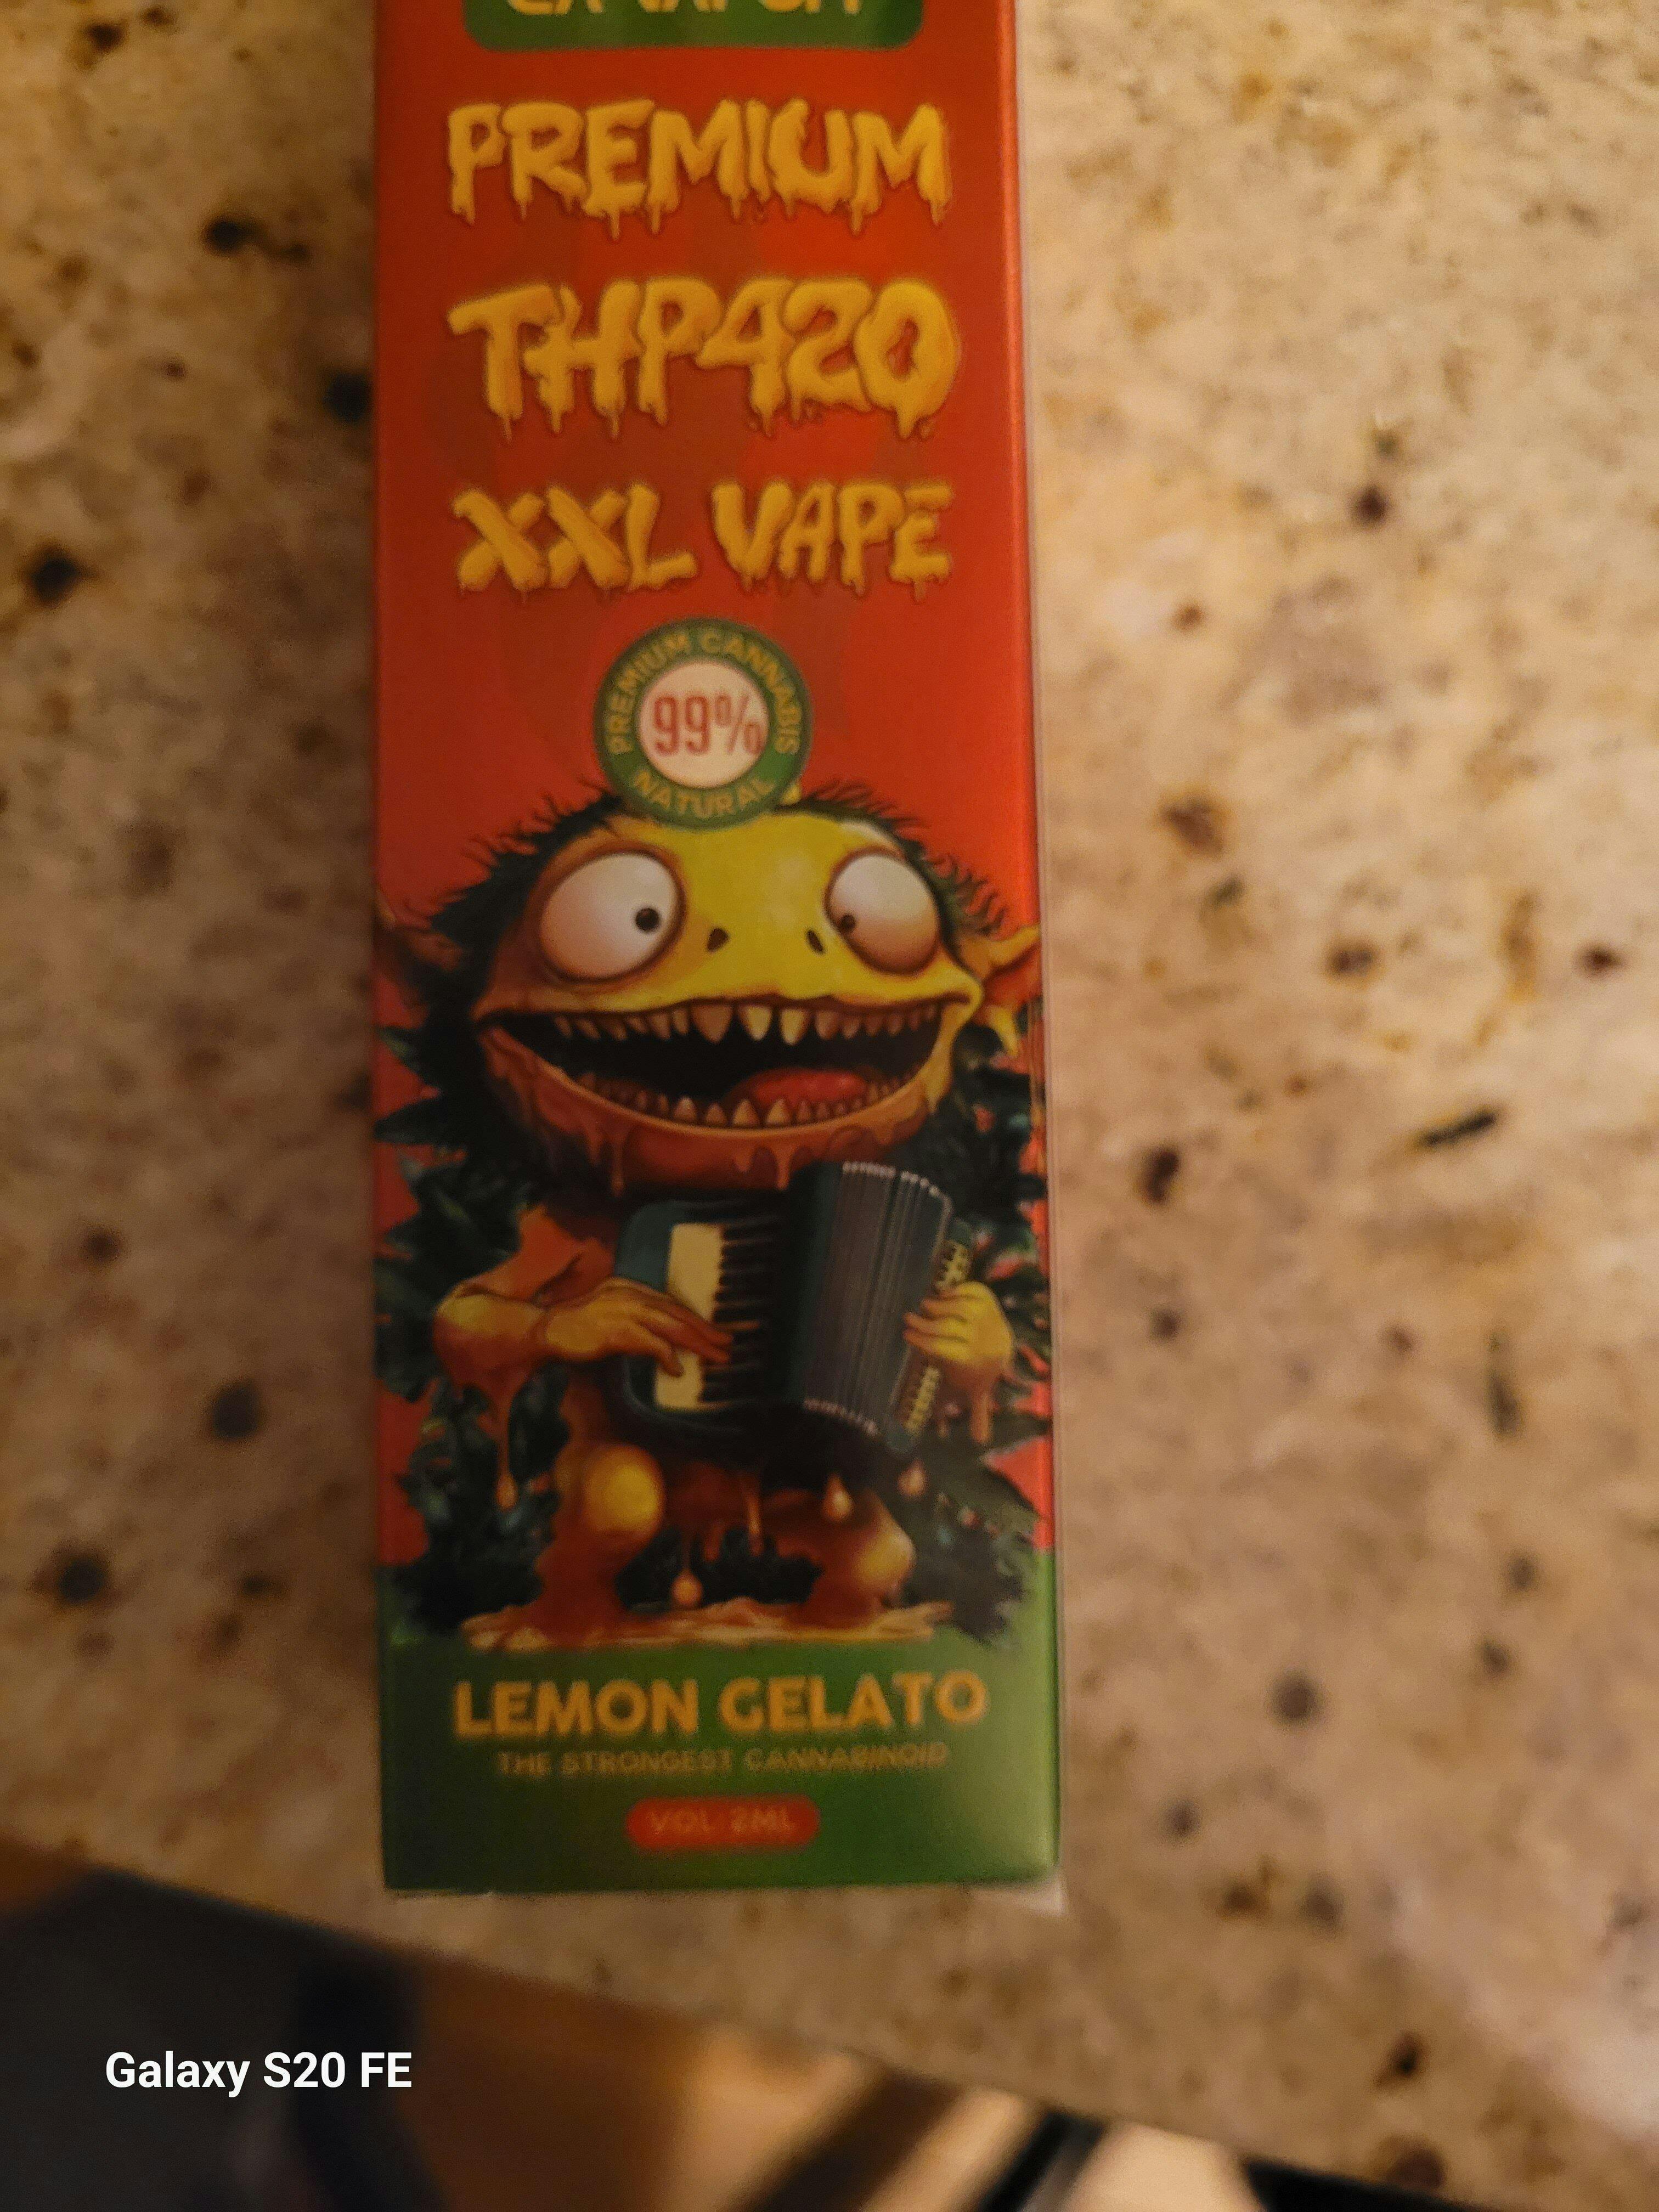 PREMIUM
THP420
XXL VAPE
PREMIUM CANNABIS
99%
NATURAL
LEMON GELATO
THE STRONGEST CANNABINOID
VOL 2ML
Galaxy S20 FE